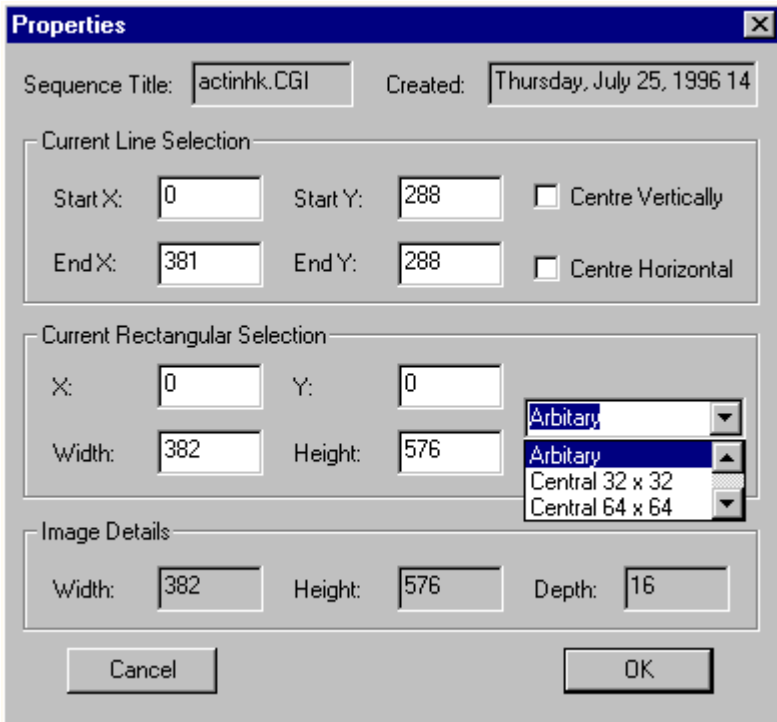 Properties
Sequence Title: actinhk.CGI Created: Thursday, July 25, 1996 14
Current Line Selection
Start X: 0 Start Y: 288 Centre Vertically
End X: 381 End Y: 288 Centre Horizontal
Current Rectangular Selection
X: 0 Y: 0
Arbitary
Width: 382 Height: 576
Arbitary
Central 32 x 32
Central 64 x 64
Image Details
Width: 382 Height: 576 Depth: 16
Cancel OK